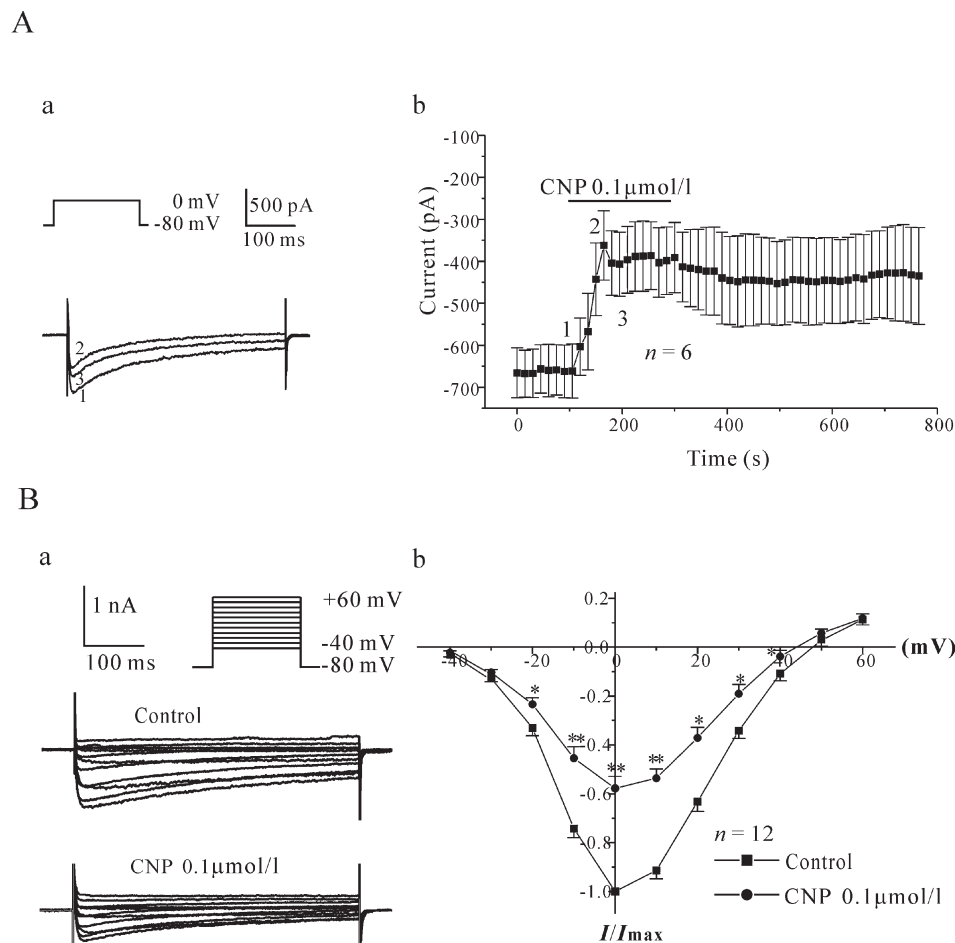 A
a
0 mV
-80 mV
500 pA
100 ms
2
3
1
b
Current (pA)
-100
-200
-300
-400
-500
-600
-700
CNP 0.1μmol/l
2
1
3
n = 6
0
200
400
600
800
Time (s)
B
a
1 nA
100 ms
+60 mV
-40 mV
-80 mV
Control
CNP 0.1μmol/l
b
0.2
0.0
-40
-20
0
20
40
60
(mV)
-0.2
-0.4
-0.6
-0.8
-1.0
*
**
**
**
*
*
*
n = 12
Control
CNP 0.1μmol/l
I/Imax